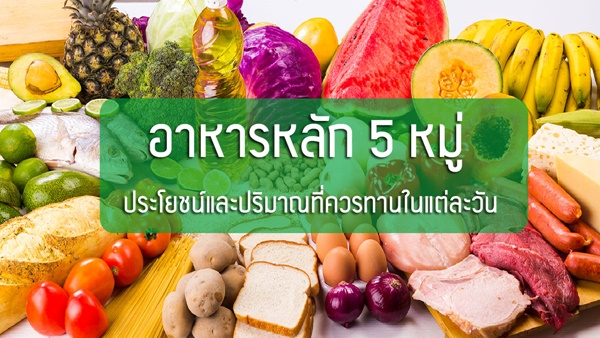 อาหารหลัก 5 หมู่
ประโยชน์และปริมาณที่ควรทานในแต่ละวัน